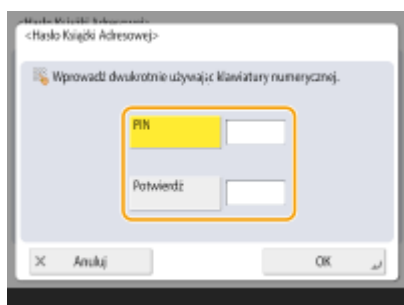 <Hasło Książki Adresowej>
Wprowadź dwukrotnie używając klawiatury numerycznej.
PIN
Potwierdź
Anuluj
OK